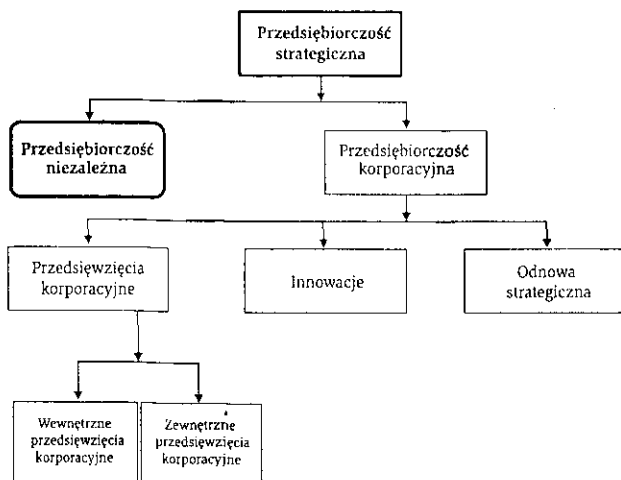 Przedsiębiorczość
strategiczna
Przedsiębiorczość
niezależna
Przedsiębiorczość
korporacyjna
Przedsięwzięcia
korporacyjne
Innowacje
Odnowa
strategiczna
Wewnętrzne
przedsięwzięcia
korporacyjne
Zewnętrzne
przedsięwzięcia
korporacyjne